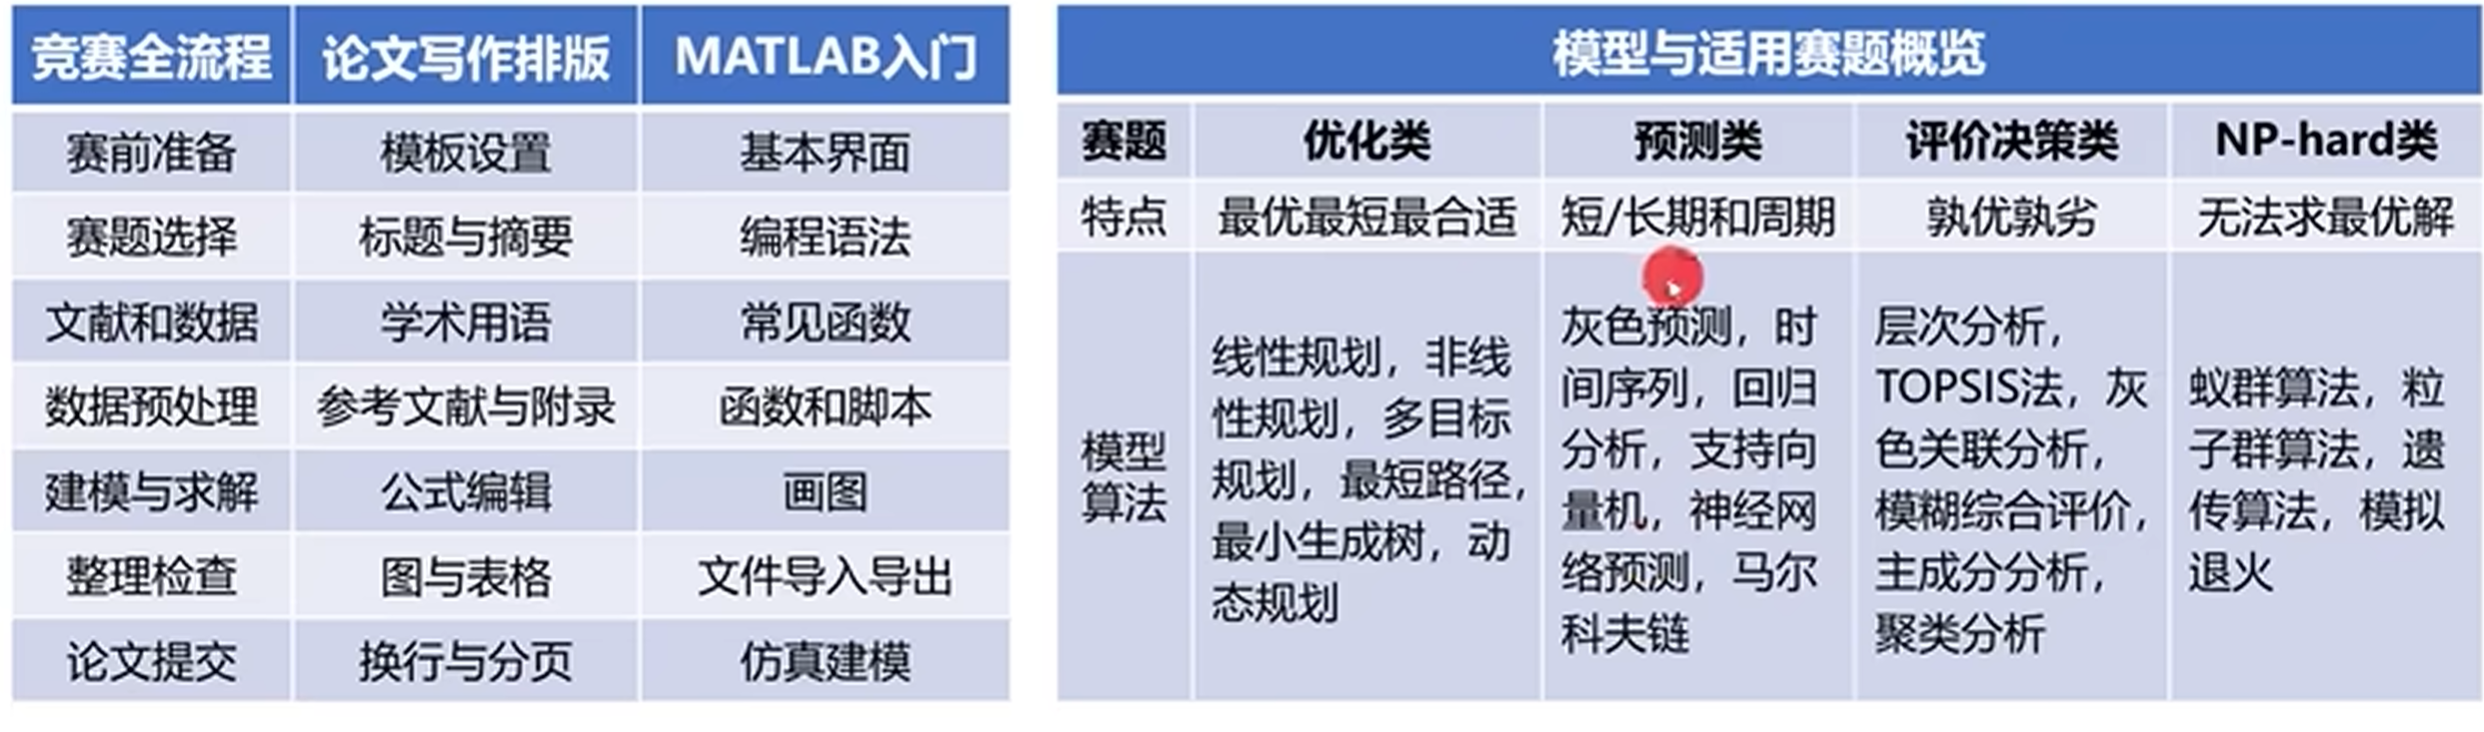 竞赛全流程 论文写作排版 MATLAB入门
赛前准备 模板设置 基本界面
赛题选择 标题与摘要 编程语法
文献和数据 学术用语 常见函数
数据预处理 参考文献与附录 函数和脚本
建模与求解 公式编辑 画图
整理检查 图与表格 文件导入导出
论文提交 换行与分页 仿真建模
模型与适用赛题概览
赛题 优化类 预测类 评价决策类 NP-hard类
特点 最优最短最合适 短/长期和周期 孰优孰劣 无法求最优解
模型
算法
线性规划，非线
性规划，多目标
规划，最短路径，
最小生成树，动
态规划
灰色预测，时
间序列，回归
分析，支持向
量机，神经网
络预测，马尔
科夫链
层次分析，
TOPSIS法，灰
色关联分析，
模糊综合评价，
主成分分析，
聚类分析
蚁群算法，粒
子群算法，遗
传算法，模拟
退火